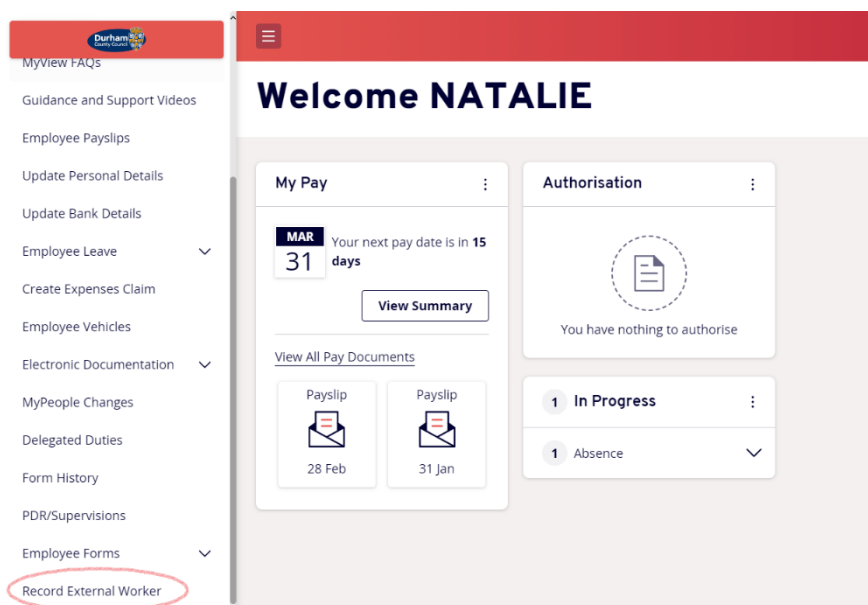 Durham
County Council
MyView FAQs
Guidance and Support Videos
Employee Payslips
Update Personal Details
Update Bank Details
Employee Leave
Create Expenses Claim
Employee Vehicles
Electronic Documentation
MyPeople Changes
Delegated Duties
Form History
PDR/Supervisions
Employee Forms
Record External Worker
Welcome NATALIE
My Pay
MAR
31
Your next pay date is in 15
days
View Summary
View All Pay Documents
Payslip
28 Feb
Payslip
31 Jan
Authorisation
You have nothing to authorise
1 In Progress
1 Absence